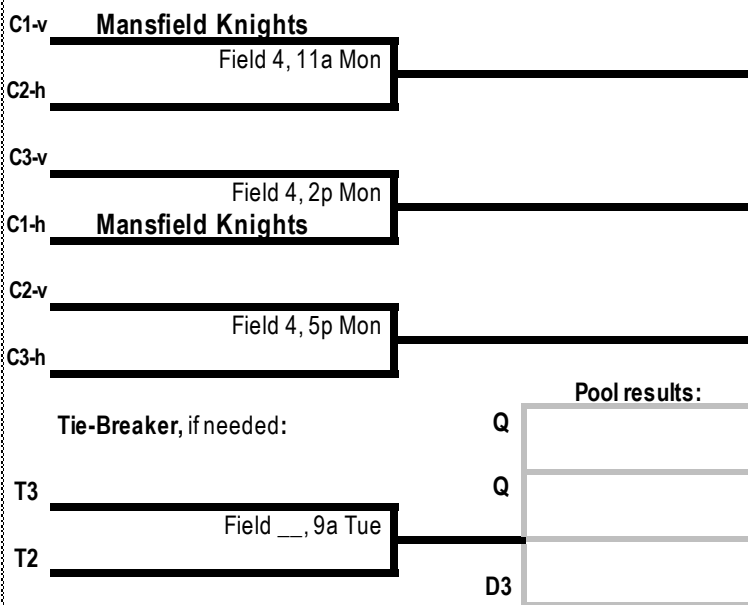 C1-v Mansfield Knights
Field 4, 11a Mon
C2-h
C3-v
Field 4, 2p Mon
C1-h Mansfield Knights
C2-v
Field 4, 5p Mon
C3-h
Pool results:
Tie-Breaker, if needed:
Q
Q
T3
Field __, 9a Tue
T2
D3